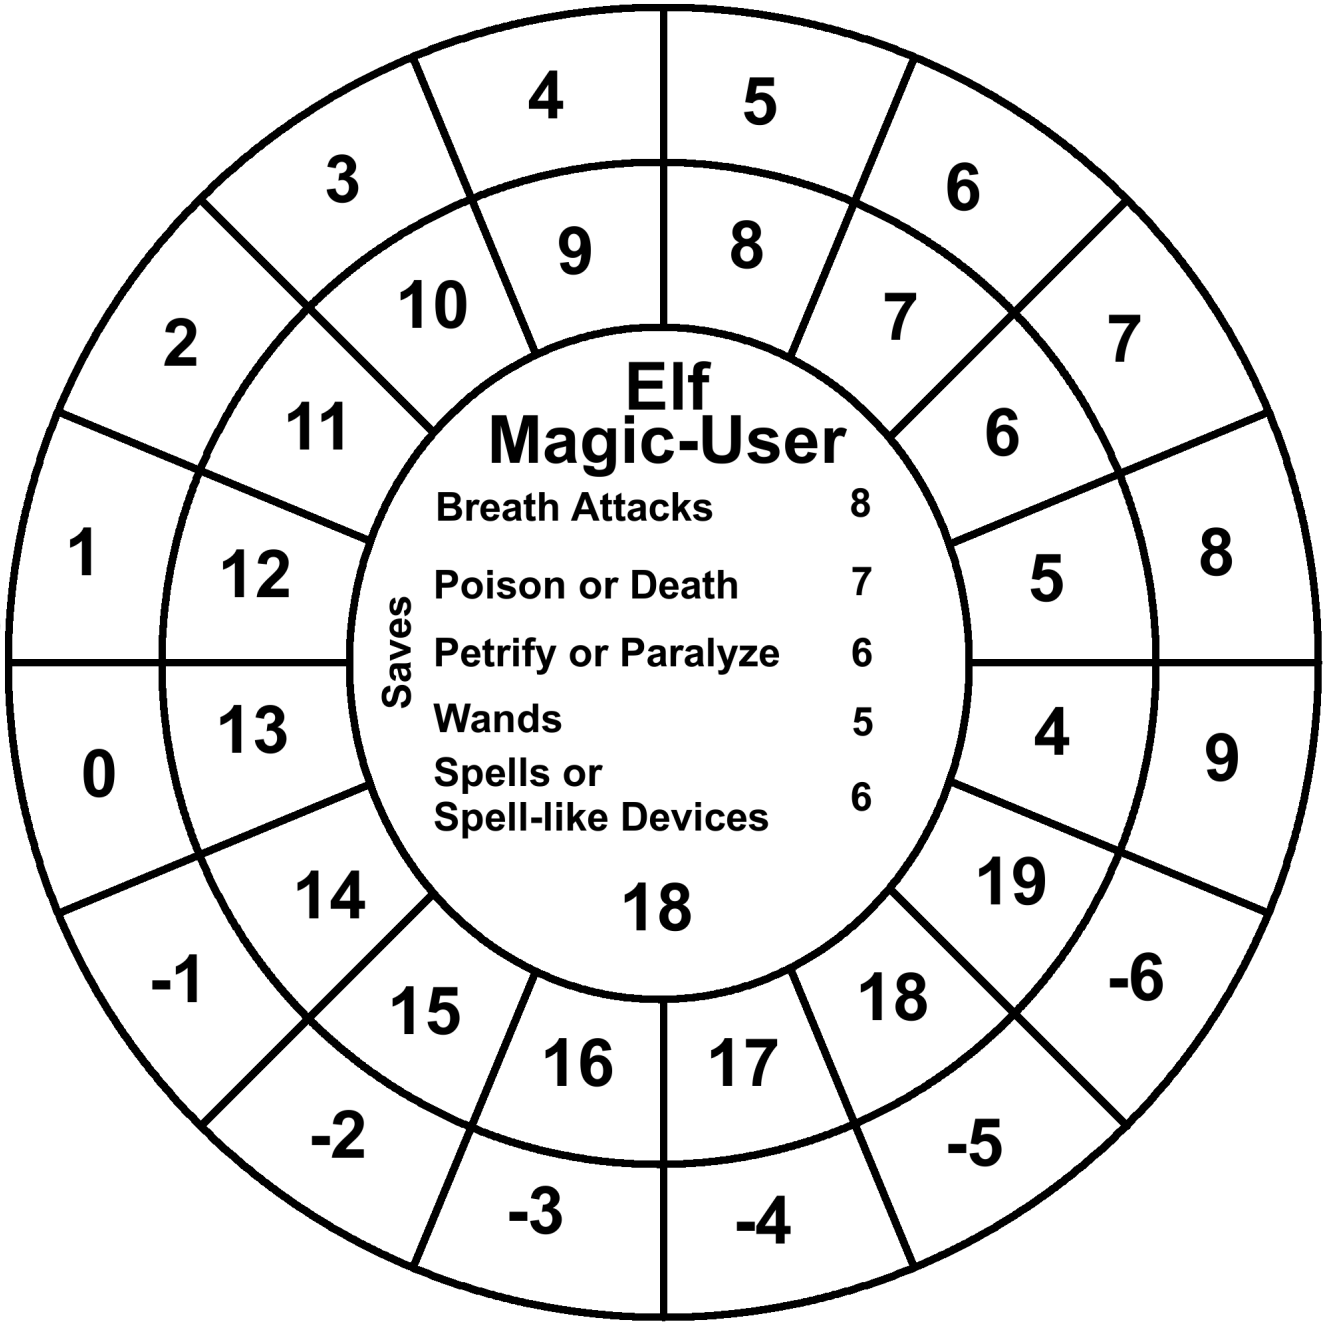 4 5
3 6
9 8
10 7
2 7
Elf
Magic-User
11 6
Breath Attacks 8
1 8
12 5
Poison or Death 7
Saves
Petrify or Paralyze 6
Wands 5
13 4
0 9
Spells or
Spell-like Devices 6
14 19
18
-1 -6
15 18
16 17
-2 -5
-3 -4